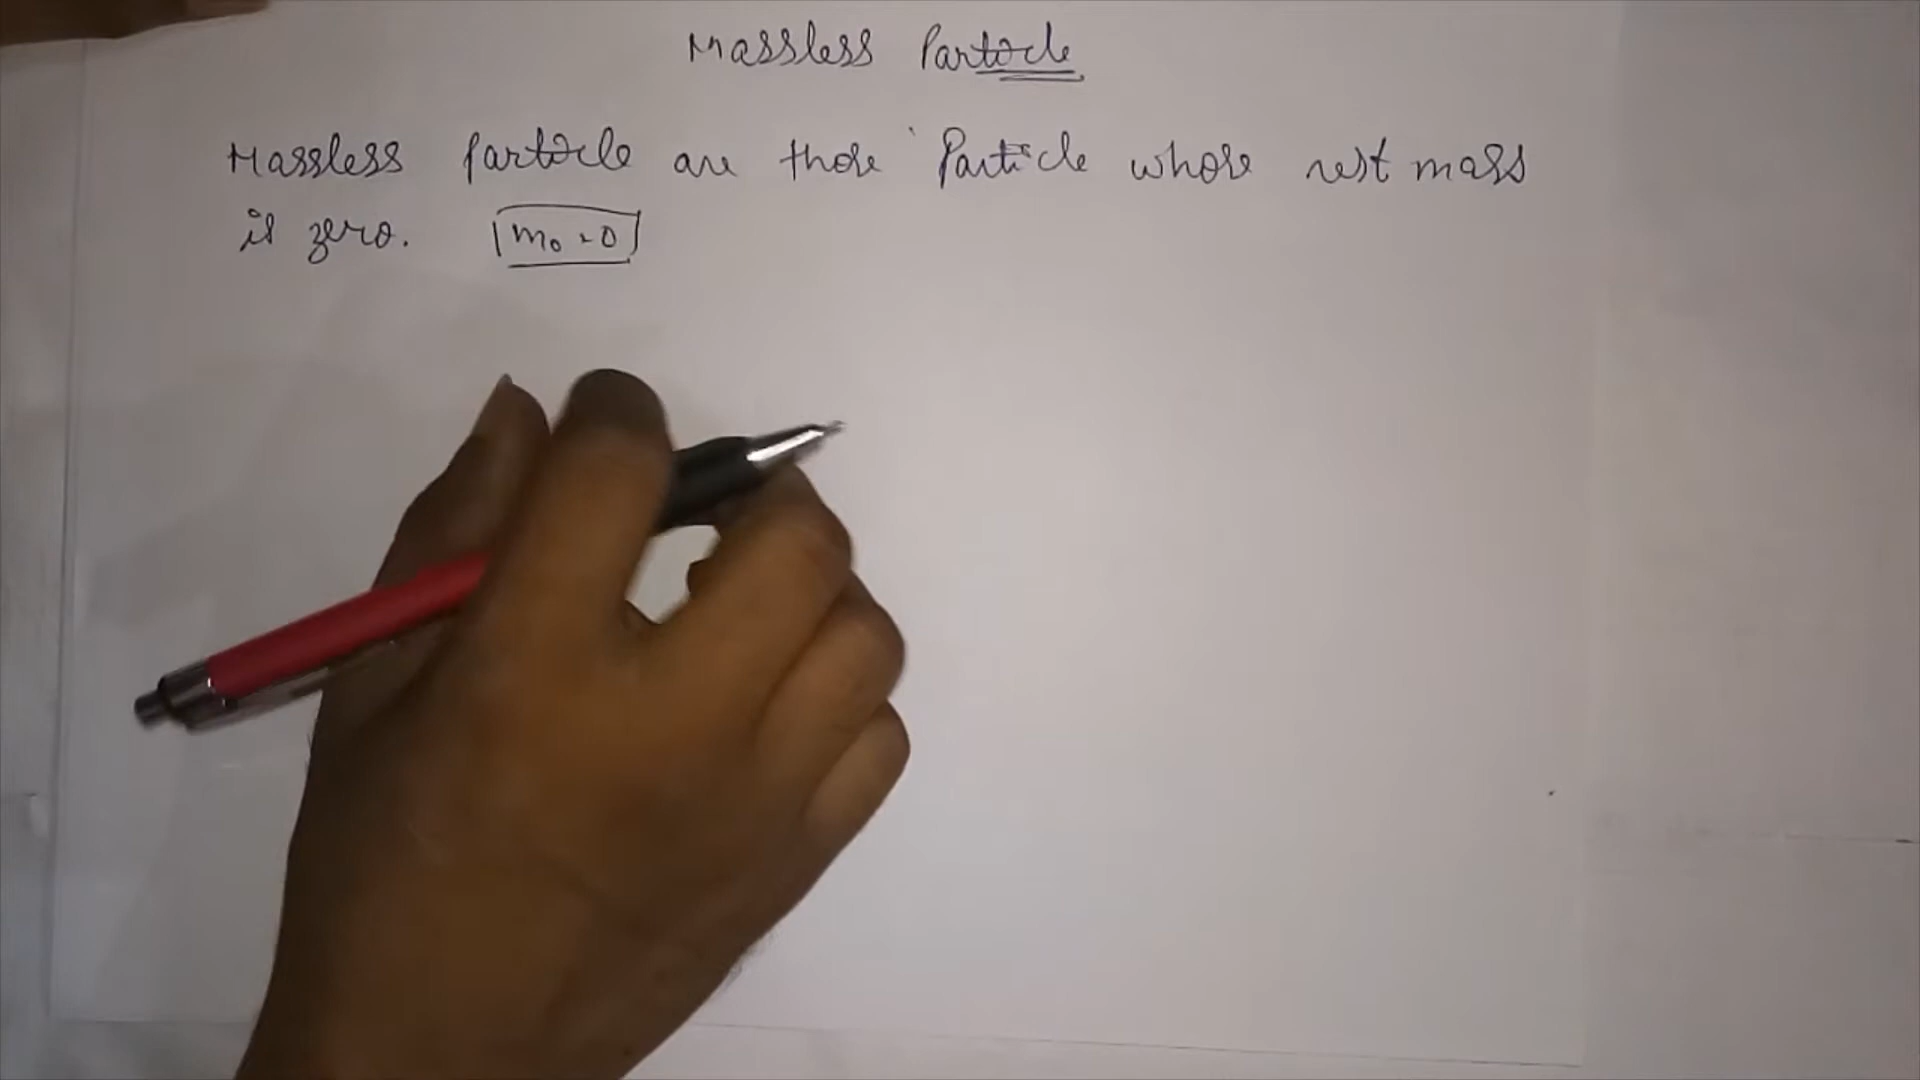 Massless Particle
Massless particle are those Particle whose rest mass
is zero. m₀ = 0